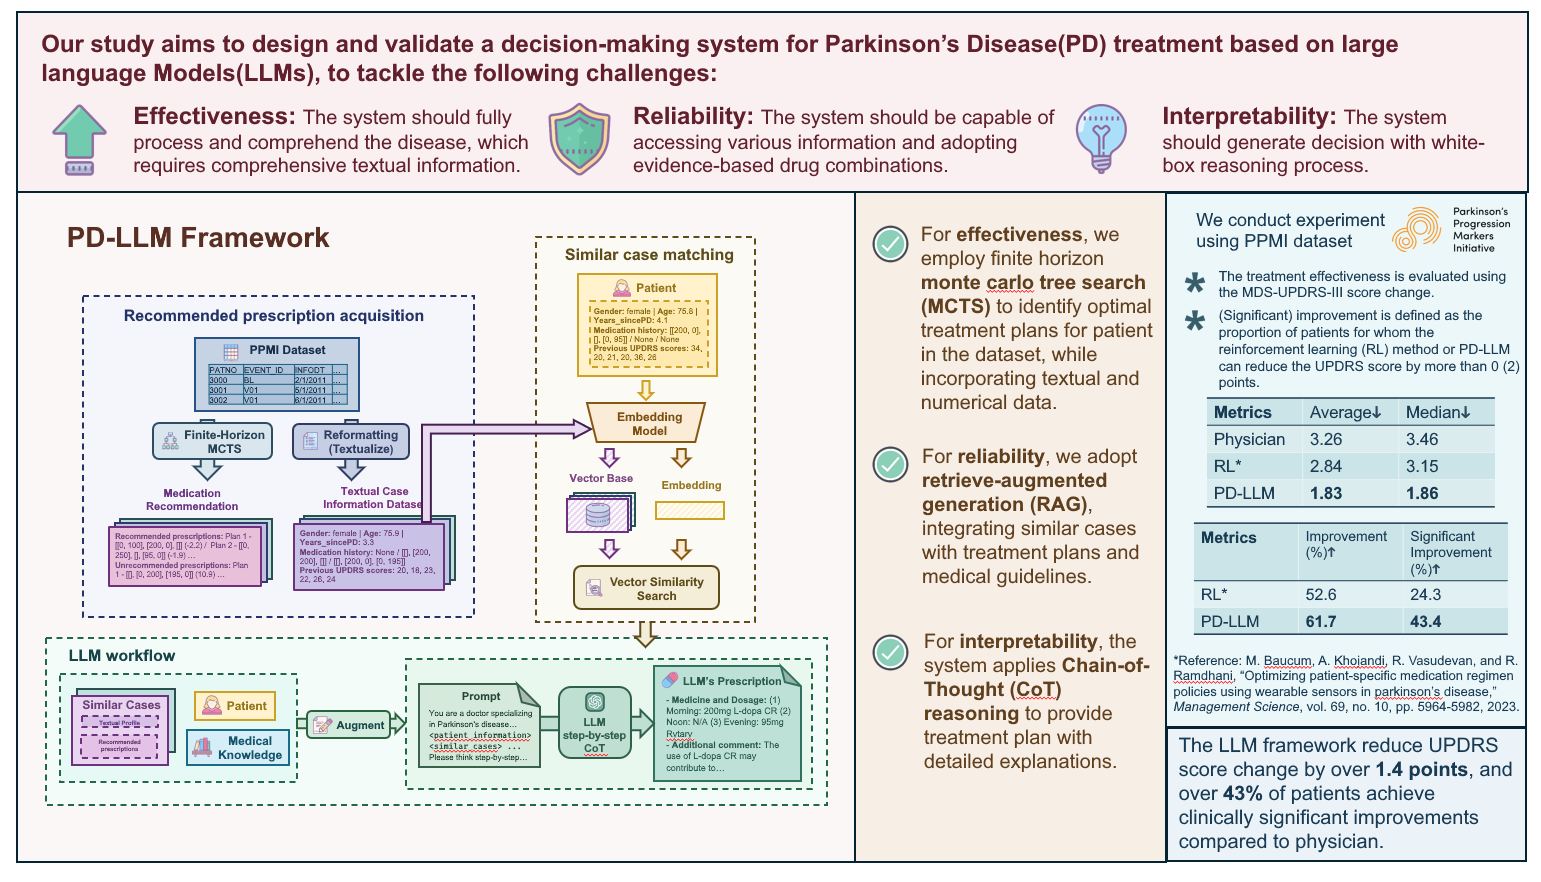 Our study aims to design and validate a decision-making system for Parkinson's Disease(PD) treatment based on large
language Models(LLMs), to tackle the following challenges:
Effectiveness: The system should fully
process and comprehend the disease, which
requires comprehensive textual information.
Reliability: The system should be capable of
accessing various information and adopting
evidence-based drug combinations.
Interpretability: The system
should generate decision with white-
box reasoning process.
PD-LLM Framework
Recommended prescription acquisition
PPMI Dataset
PATNO EVENT_ID INFODT ...
3000 BL 2/1/2011 ...
3001 V01 5/1/2011 ...
3002 V01 6/1/2011 ...
Finite-Horizon
MCTS
Reformatting
(Textualize)
Medication
Recommendation
Textual Case
Information Datase
Recommended prescriptions: Plan 1 -
[[0, 100], [200, 0], []] (-2.2) / Plan 2 - [[0,
250], [], [95, 0]] (-1.9) ...
Unrecommended prescriptions: Plan
1 - [[], [0, 200], [195, 0]] (10.9) ...
Gender: female | Age: 75.9 |
Years_sincePD: 3.3
Medication history: None / [[], [200,
200], []] / [[], [200, 0], [0, 195]]
Previous UPDRS scores: 20, 18, 23,
22, 26, 24
Similar case matching
Patient
Gender: female | Age: 75.8 |
Years_sincePD: 4.1
Medication history: [[200, 0],
[], [0, 95]] / None / None
Previous UPDRS scores: 34,
20, 21, 20, 36, 26
Embedding
Model
Vector Base
Embedding
Vector Similarity
Search
LLM workflow
Similar Cases
Textual Profile
Recommended
prescriptions
Patient
Medical
Knowledge
Augment
Prompt
You are a doctor specializing
in Parkinson's disease...
<patient_information>
<similar_cases> ...
Please think step-by-step...
LLM
step-by-step
CoT
LLM's Prescription
- Medicine and Dosage: (1)
Morning: 200mg L-dopa CR (2)
Noon: N/A (3) Evening: 95mg
Rytary
- Additional comment: The
use of L-dopa CR may
contribute to...
For effectiveness, we
employ finite horizon
monte carlo tree search
(MCTS) to identify optimal
treatment plans for patient
in the dataset, while
incorporating textual and
numerical data.
For reliability, we adopt
retrieve-augmented
generation (RAG),
integrating similar cases
with treatment plans and
medical guidelines.
For interpretability, the
system applies Chain-of-
Thought (CoT)
reasoning to provide
treatment plan with
detailed explanations.
We conduct experiment
using PPMI dataset
Parkinson's
Progression
Markers
Initiative
* The treatment effectiveness is evaluated using
the MDS-UPDRS-III score change.
* (Significant) improvement is defined as the
proportion of patients for whom the
reinforcement learning (RL) method or PD-LLM
can reduce the UPDRS score by more than 0 (2)
points.
Metrics Average↓ Median↓
Physician 3.26 3.46
RL* 2.84 3.15
PD-LLM 1.83 1.86
Metrics Improvement (%)↑ Significant Improvement (%)↑
RL* 52.6 24.3
PD-LLM 61.7 43.4
*Reference: M. Baucum, A. Khojandi, R. Vasudevan, and R.
Ramdhani, "Optimizing patient-specific medication regimen
policies using wearable sensors in parkinson's disease,"
Management Science, vol. 69, no. 10, pp. 5964-5982, 2023.
The LLM framework reduce UPDRS
score change by over 1.4 points, and
over 43% of patients achieve
clinically significant improvements
compared to physician.